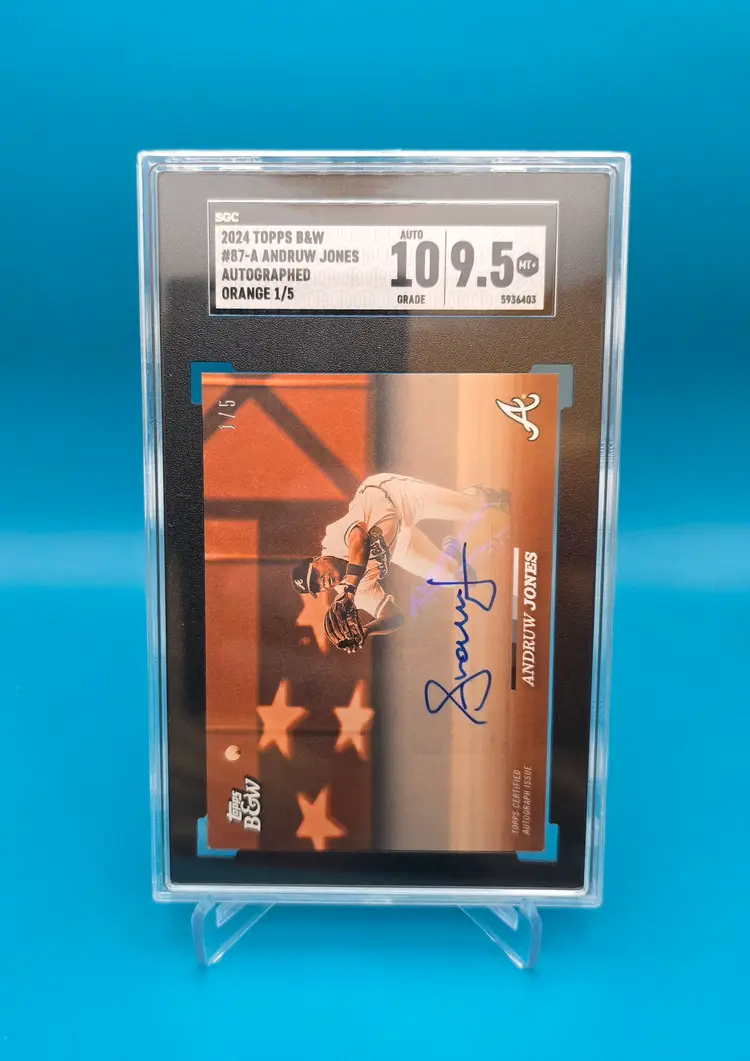 SGC
2024 TOPPS B&W
#87-A ANDRUW JONES
AUTOGRAPHED
ORANGE 1/5
AUTO
10
GRADE
9.5
MT+
5936403
1/5
A
ANDRUW JONES
TOPPS CERTIFIED
AUTOGRAPH ISSUE
Topps
B&W